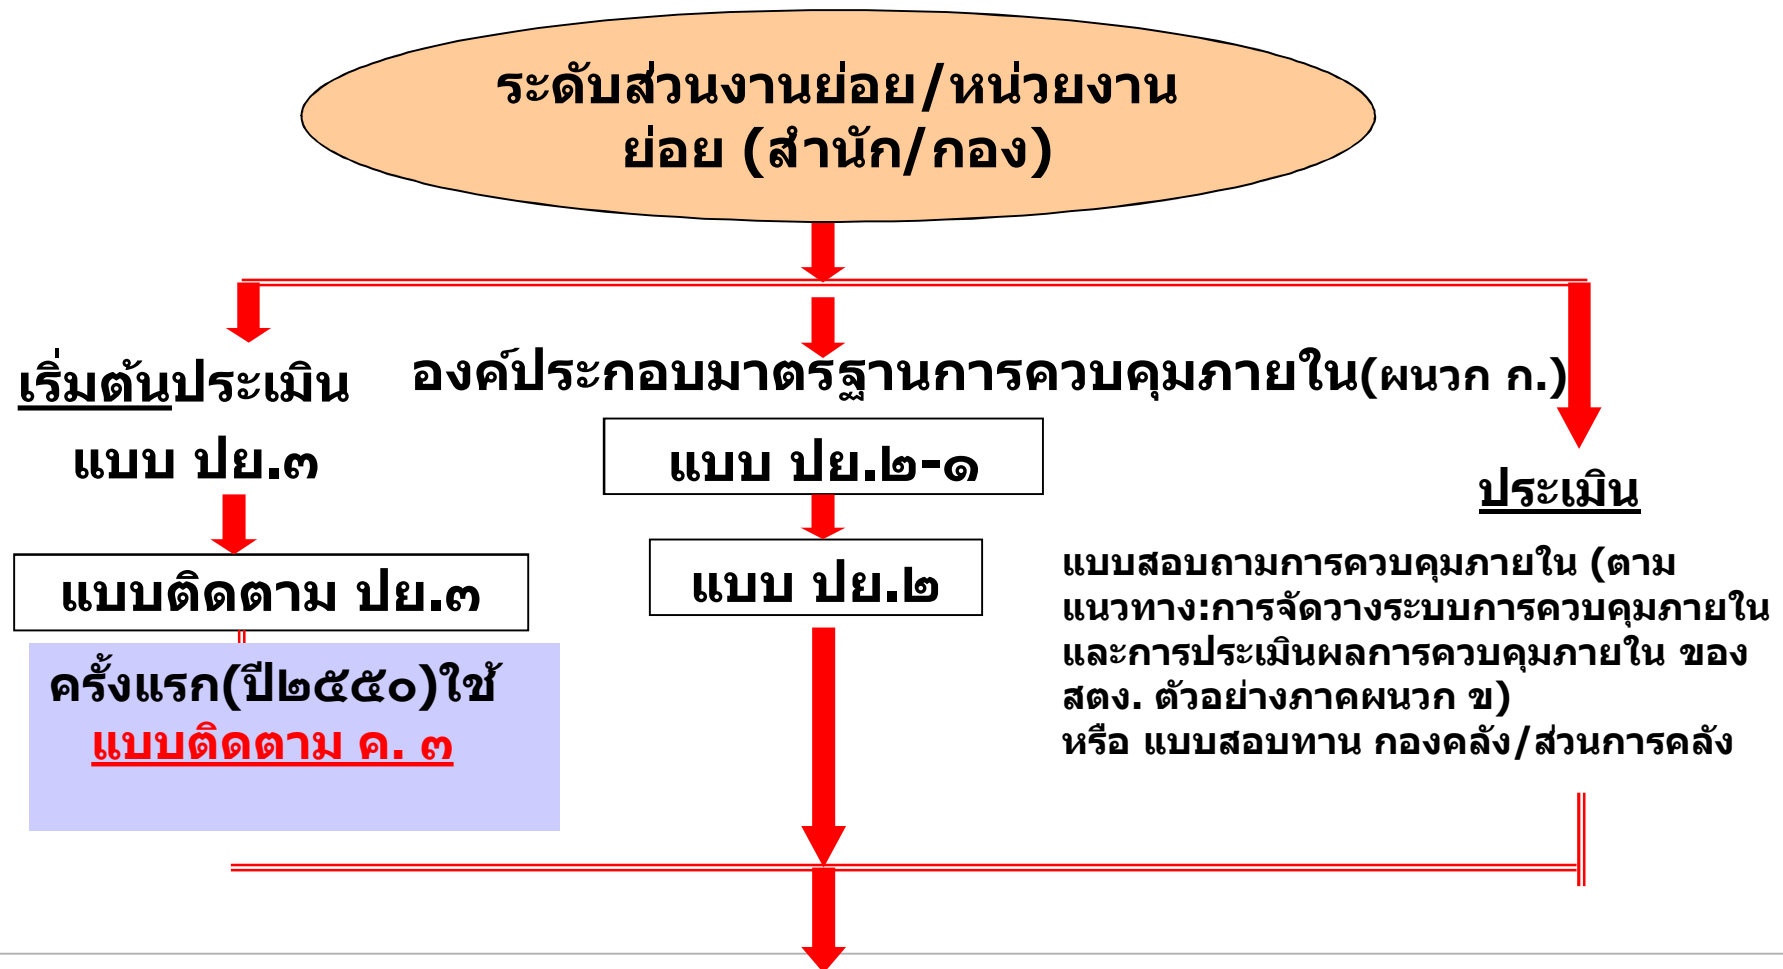 ระดับส่วนงานย่อย/หน่วยงาน
ย่อย (สำนัก/กอง)
เริ่มต้นประเมิน
แบบ ปย.๓
แบบติดตาม ปย.๓
ครั้งแรก(ปี๒๕๕๐)ใช้
แบบติดตาม ค. ๓
องค์ประกอบมาตรฐานการควบคุมภายใน(ผนวก ก.)
แบบ ปย.๒-๑
แบบ ปย.๒
ประเมิน
แบบสอบถามการควบคุมภายใน (ตาม
แนวทาง:การจัดวางระบบการควบคุมภายใน
และการประเมินผลการควบคุมภายใน ของ
สตง. ตัวอย่างภาคผนวก ข)
หรือ แบบสอบทาน กองคลัง/ส่วนการคลัง